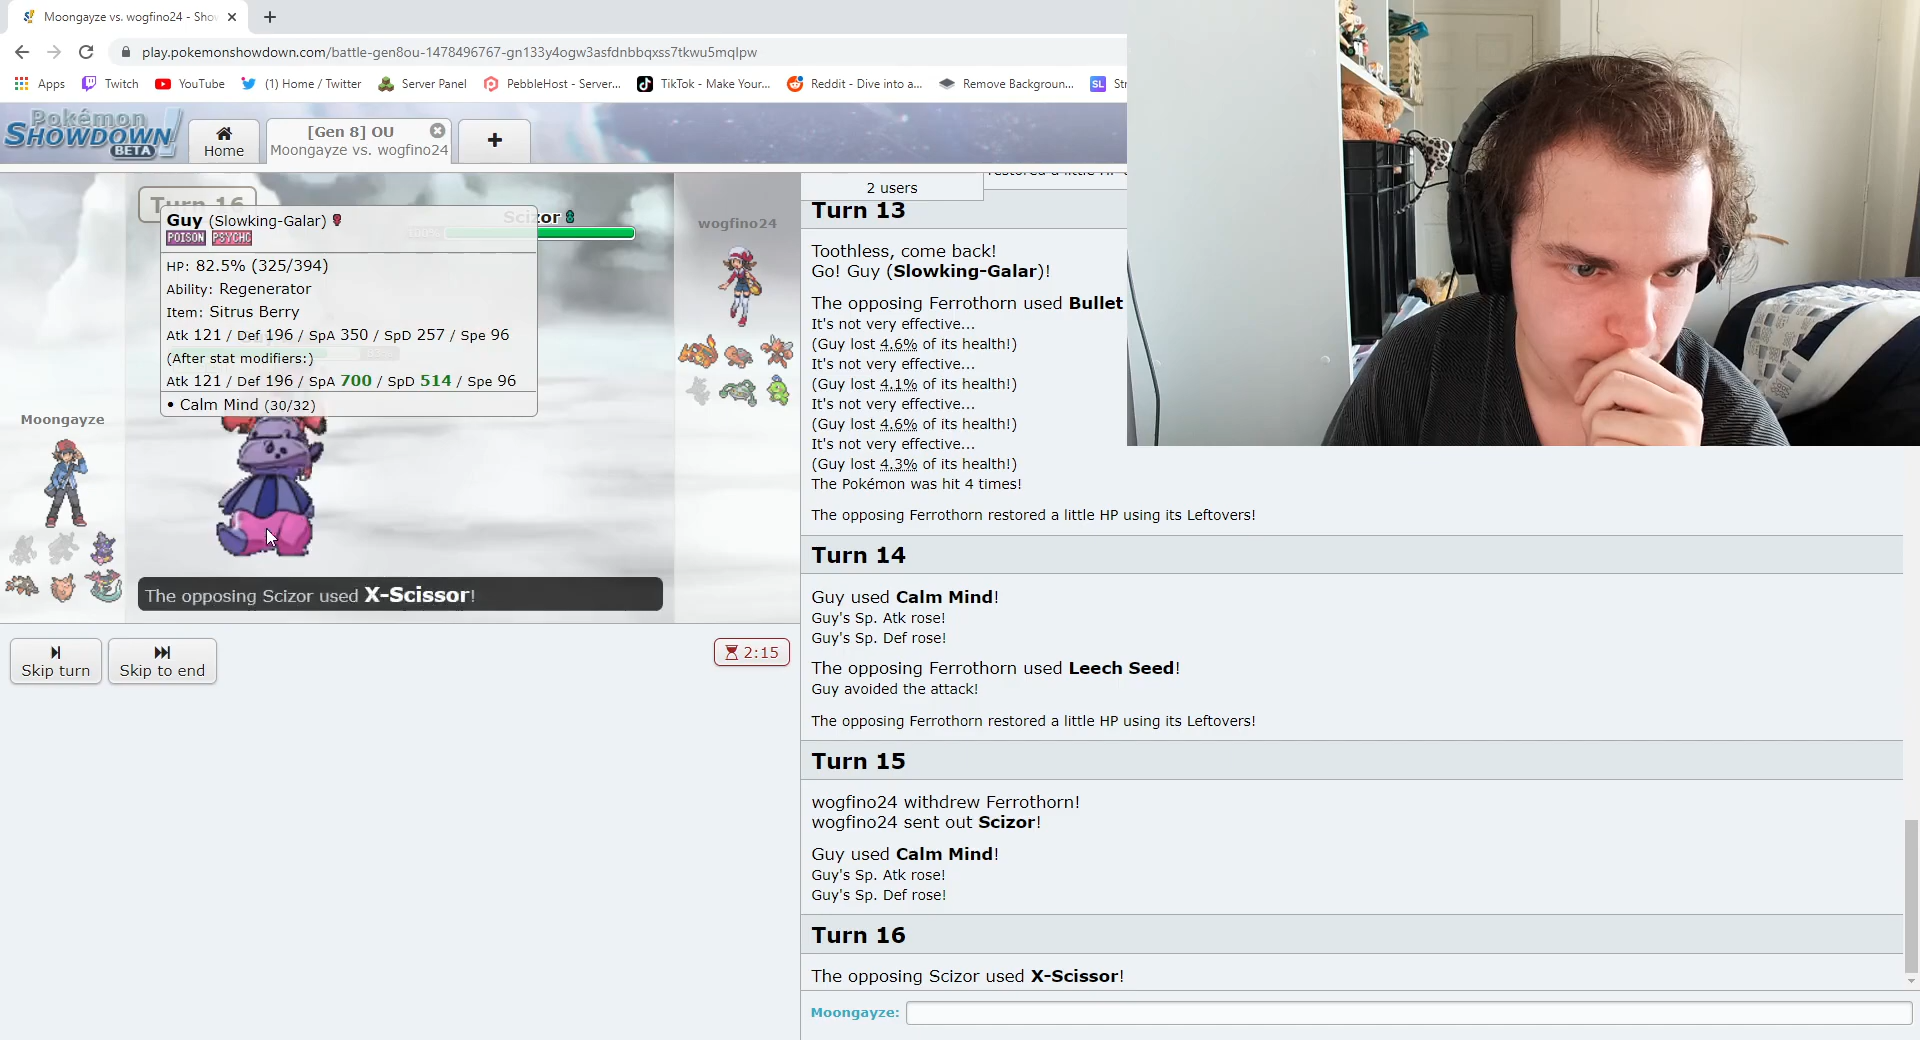 Moongayze vs. wogfino24 - Sho
play.pokemonshowdown.com/battle-gen8ou-1478496767-gn133y4ogw3asfdnbbqxss7tkwu5mqlpw
Apps
Twitch
YouTube
(1) Home / Twitter
Server Panel
PebbleHost - Server...
TikTok - Make Your...
Reddit - Dive into a...
Remove Backgroun...
SL
Pokémon
SHOWDOWN!
BETA
Home
[Gen 8] OU
Moongayze vs. wogfino24
Turn 16
Scizor
Guy (Slowking-Galar)
POISON PSYCHC
HP: 82.5% (325/394)
Ability: Regenerator
Item: Sitrus Berry
Atk 121 / Def 196 / SpA 350 / SpD 257 / Spe 96
(After stat modifiers:)
Atk 121 / Def 196 / SpA 700 / SpD 514 / Spe 96
• Calm Mind (30/32)
wogfino24
Moongayze
The opposing Scizor used X-Scissor!
Skip turn
Skip to end
2:15
2 users
Turn 13
Toothless, come back!
Go! Guy (Slowking-Galar)!
The opposing Ferrothorn used Bullet
It's not very effective...
(Guy lost 4.6% of its health!)
It's not very effective...
(Guy lost 4.1% of its health!)
It's not very effective...
(Guy lost 4.6% of its health!)
It's not very effective...
(Guy lost 4.3% of its health!)
The Pokémon was hit 4 times!
The opposing Ferrothorn restored a little HP using its Leftovers!
Turn 14
Guy used Calm Mind!
Guy's Sp. Atk rose!
Guy's Sp. Def rose!
The opposing Ferrothorn used Leech Seed!
Guy avoided the attack!
The opposing Ferrothorn restored a little HP using its Leftovers!
Turn 15
wogfino24 withdrew Ferrothorn!
wogfino24 sent out Scizor!
Guy used Calm Mind!
Guy's Sp. Atk rose!
Guy's Sp. Def rose!
Turn 16
The opposing Scizor used X-Scissor!
Moongayze: